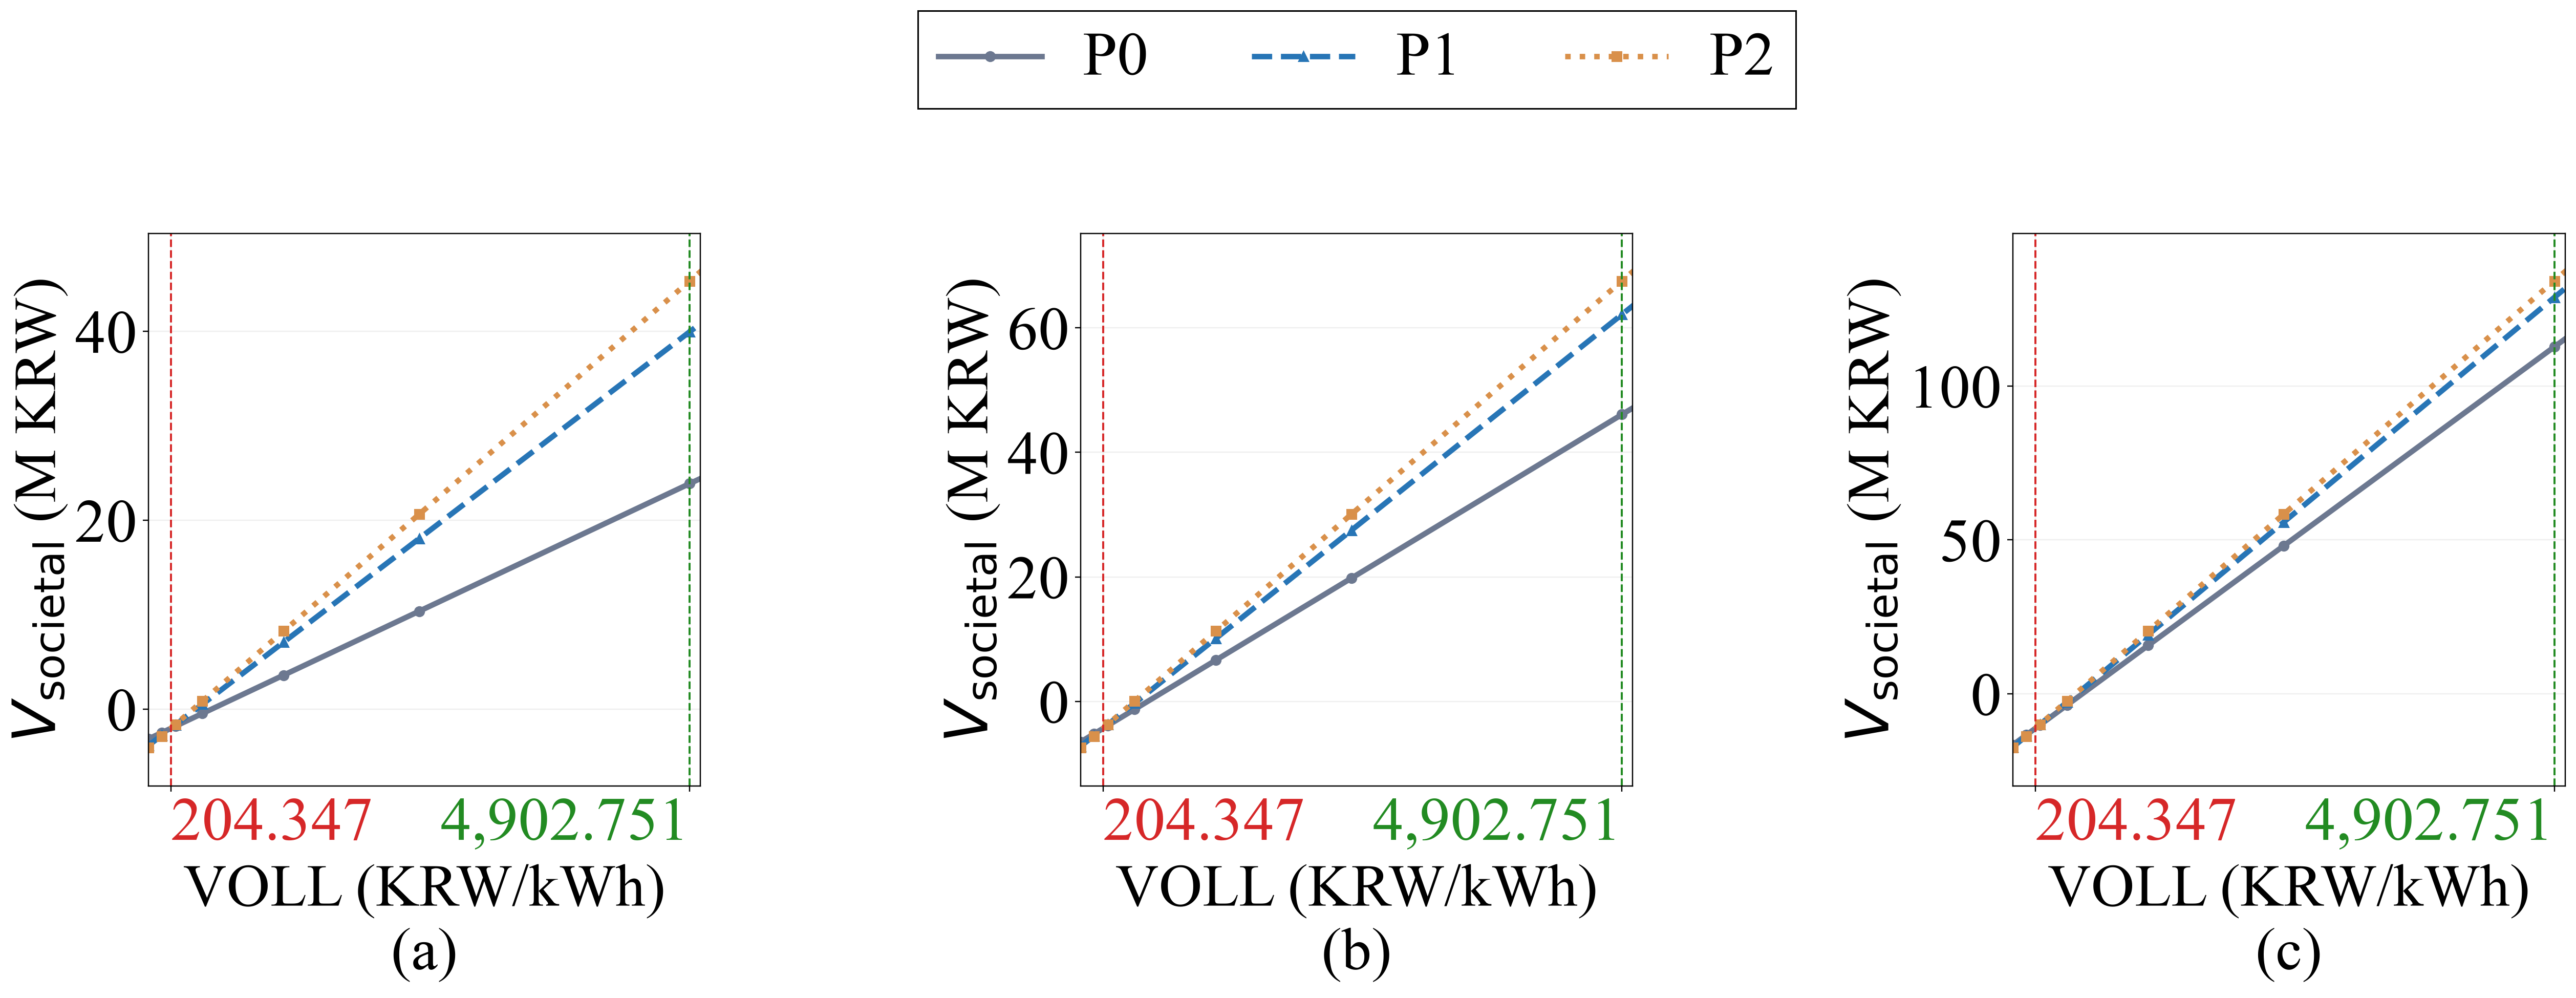 P0 P1 P2
V societal (M KRW)
40
20
0
204.347 4,902.751
VOLL (KRW/kWh)
(a)
V societal (M KRW)
60
40
20
0
204.347 4,902.751
VOLL (KRW/kWh)
(b)
V societal (M KRW)
100
50
0
204.347 4,902.751
VOLL (KRW/kWh)
(c)